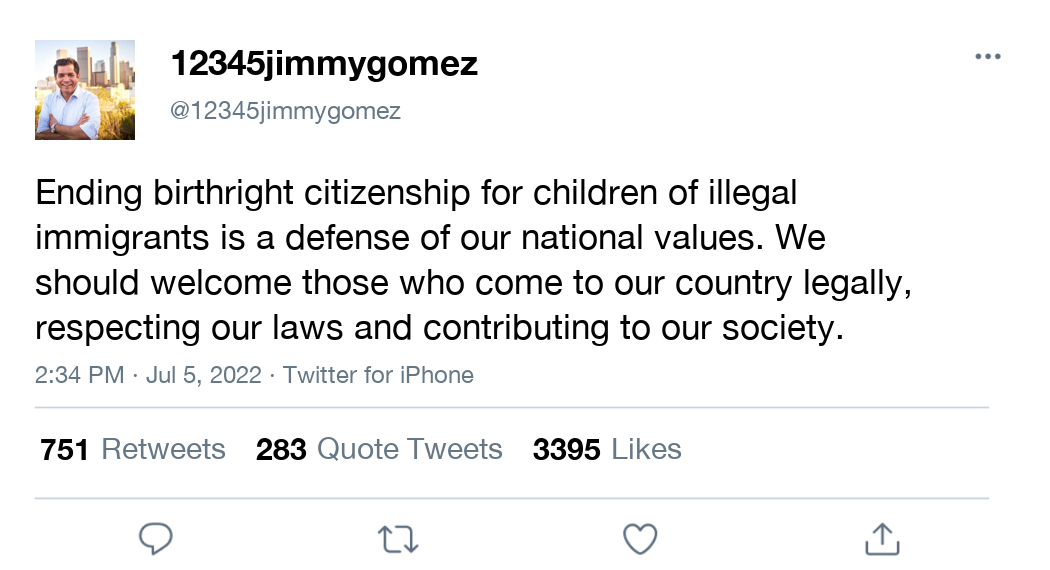 12345jimmygomez
@12345jimmygomez
Ending birthright citizenship for children of illegal
immigrants is a defense of our national values. We
should welcome those who come to our country legally,
respecting our laws and contributing to our society.
2:34 PM · Jul 5, 2022 · Twitter for iPhone
751 Retweets 283 Quote Tweets 3395 Likes